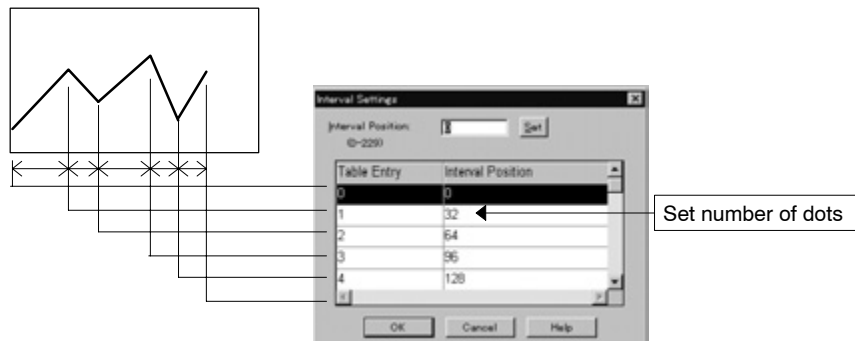 Interval Settings
Interval Position:
(0-229)
0
Set
Table Entry Interval Position
0 0
1 32
2 64
3 96
4 128
OK Cancel Help
Set number of dots